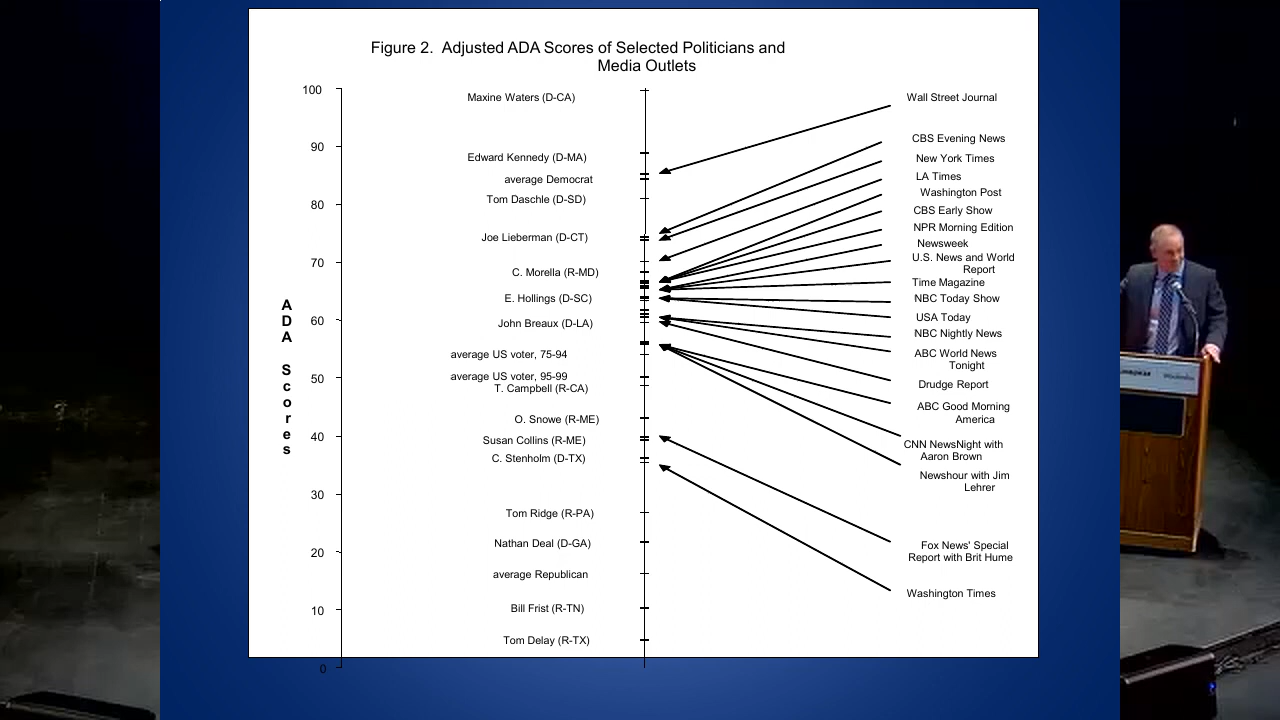 Figure 2.  Adjusted ADA Scores of Selected Politicians and
Media Outlets
100
90
80
70
60
50
40
30
20
10
0
ADA Scores
Maxine Waters (D-CA)
Edward Kennedy (D-MA)
average Democrat
Tom Daschle (D-SD)
Joe Lieberman (D-CT)
C. Morella (R-MD)
E. Hollings (D-SC)
John Breaux (D-LA)
average US voter, 75-94
average US voter, 95-99
T. Campbell (R-CA)
O. Snowe (R-ME)
Susan Collins (R-ME)
C. Stenholm (D-TX)
Tom Ridge (R-PA)
Nathan Deal (D-GA)
average Republican
Bill Frist (R-TN)
Tom Delay (R-TX)
Wall Street Journal
CBS Evening News
New York Times
LA Times
Washington Post
CBS Early Show
NPR Morning Edition
Newsweek
U.S. News and World
Report
Time Magazine
NBC Today Show
USA Today
NBC Nightly News
ABC World News
Tonight
Drudge Report
ABC Good Morning
America
CNN NewsNight with
Aaron Brown
Newshour with Jim
Lehrer
Fox News' Special
Report with Brit Hume
Washington Times